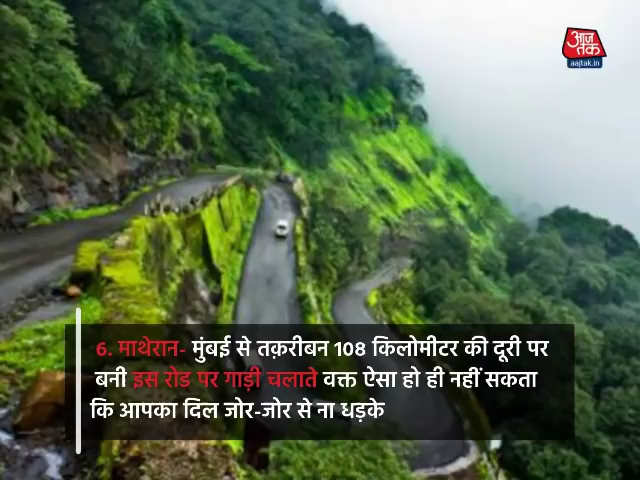 आज
तक
aajtak.in
6. माथेरान- मुंबई से तक़रीबन 108 किलोमीटर की दूरी पर
बनी इस रोड पर गाड़ी चलाते वक्त ऐसा हो ही नहीं सकता
कि आपका दिल जोर-जोर से ना धड़के